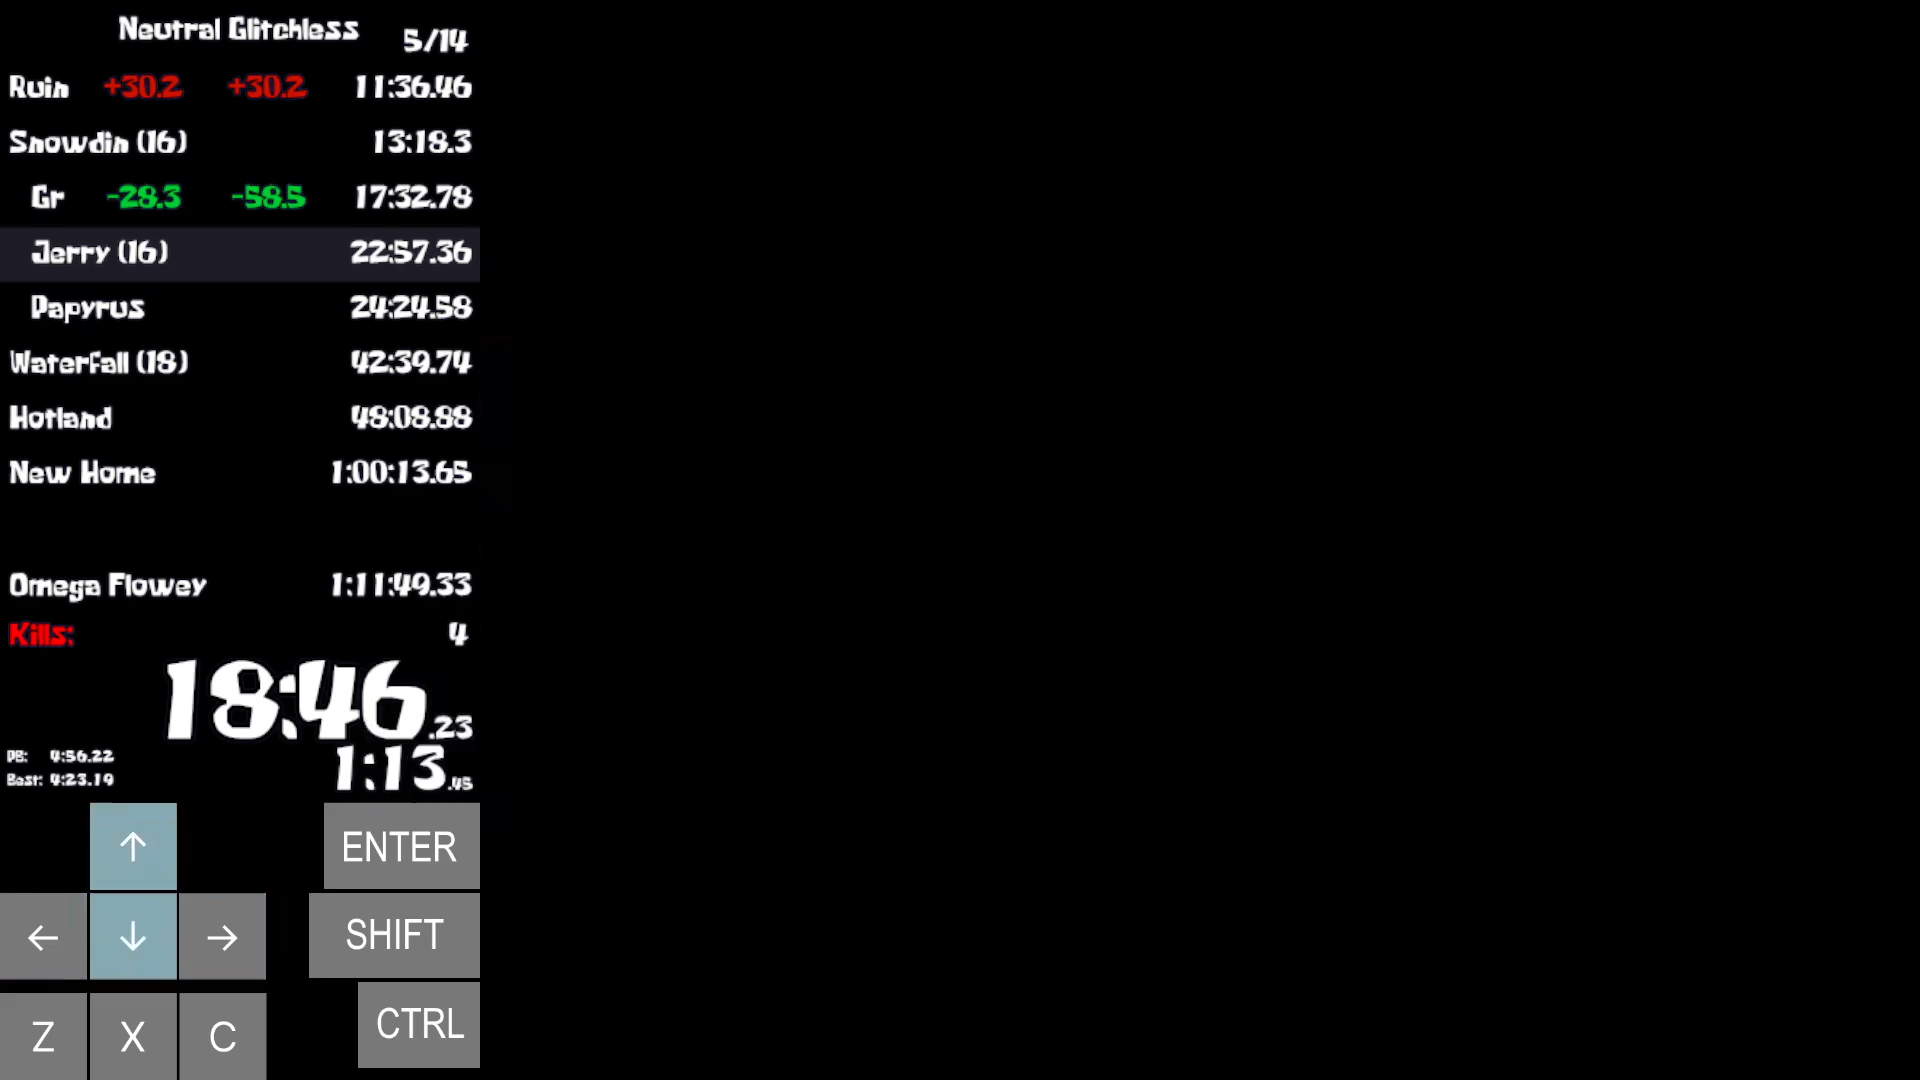 Neutral Glitchless
5/14
Ruin +30.2 +30.2 11:36.46
Snowdin (16) 13:18.3
Gr -28.3 -58.5 17:32.78
Jerry (16) 22:57.36
Papyrus 24:24.58
Waterfall (18) 42:39.74
Hotland 48:08.88
New Home 1:00:13.65
Omega Flowey 1:11:49.33
Kills: 4
18:46.23
PB: 4:56.22
1:13.45
Best: 4:23.19
↑ ENTER
← ↓ → SHIFT
Z X C CTRL